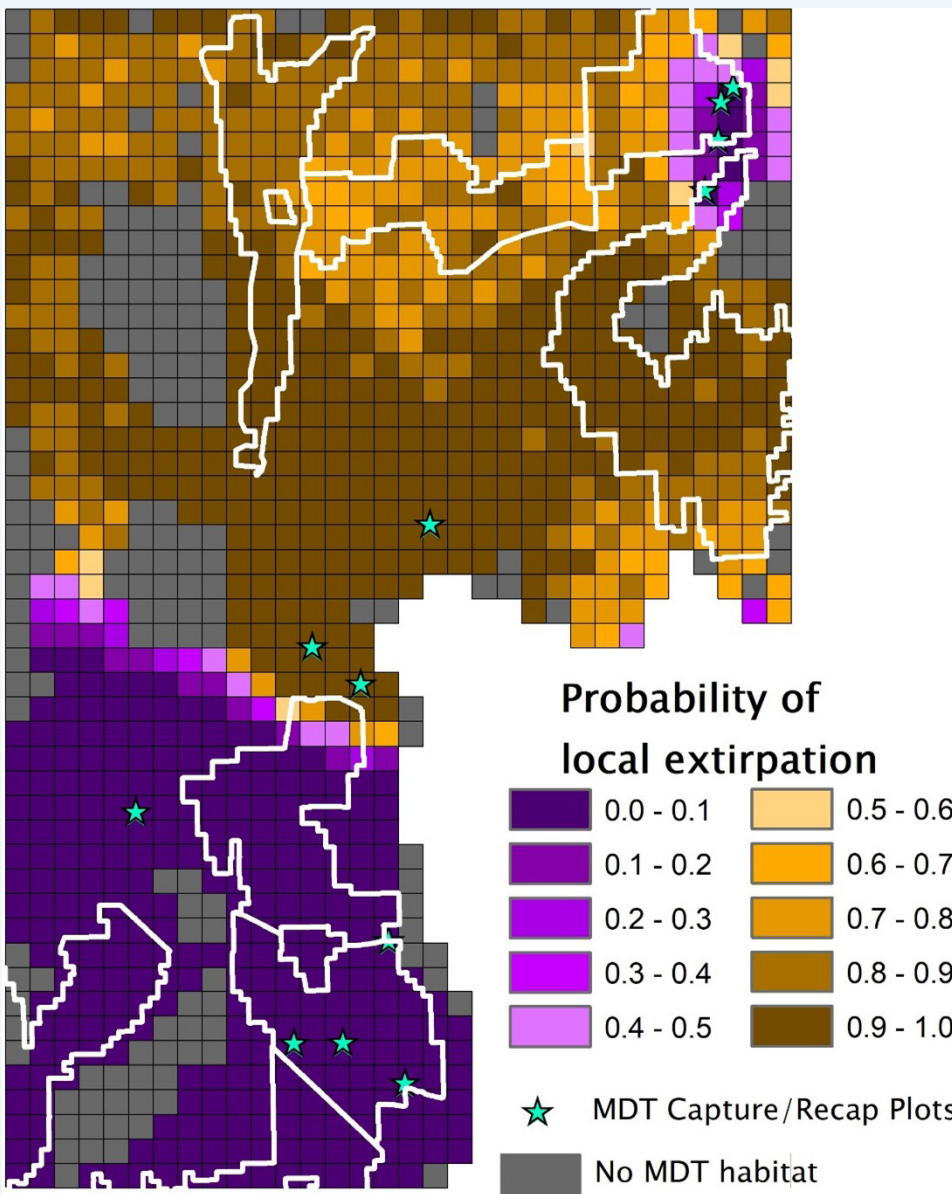 Probability of
local extirpation
0.0 - 0.1
0.1 - 0.2
0.2 - 0.3
0.3 - 0.4
0.4 - 0.5
0.5 - 0.6
0.6 - 0.7
0.7 - 0.8
0.8 - 0.9
0.9 - 1.0
MDT Capture/Recap Plots
No MDT habitat